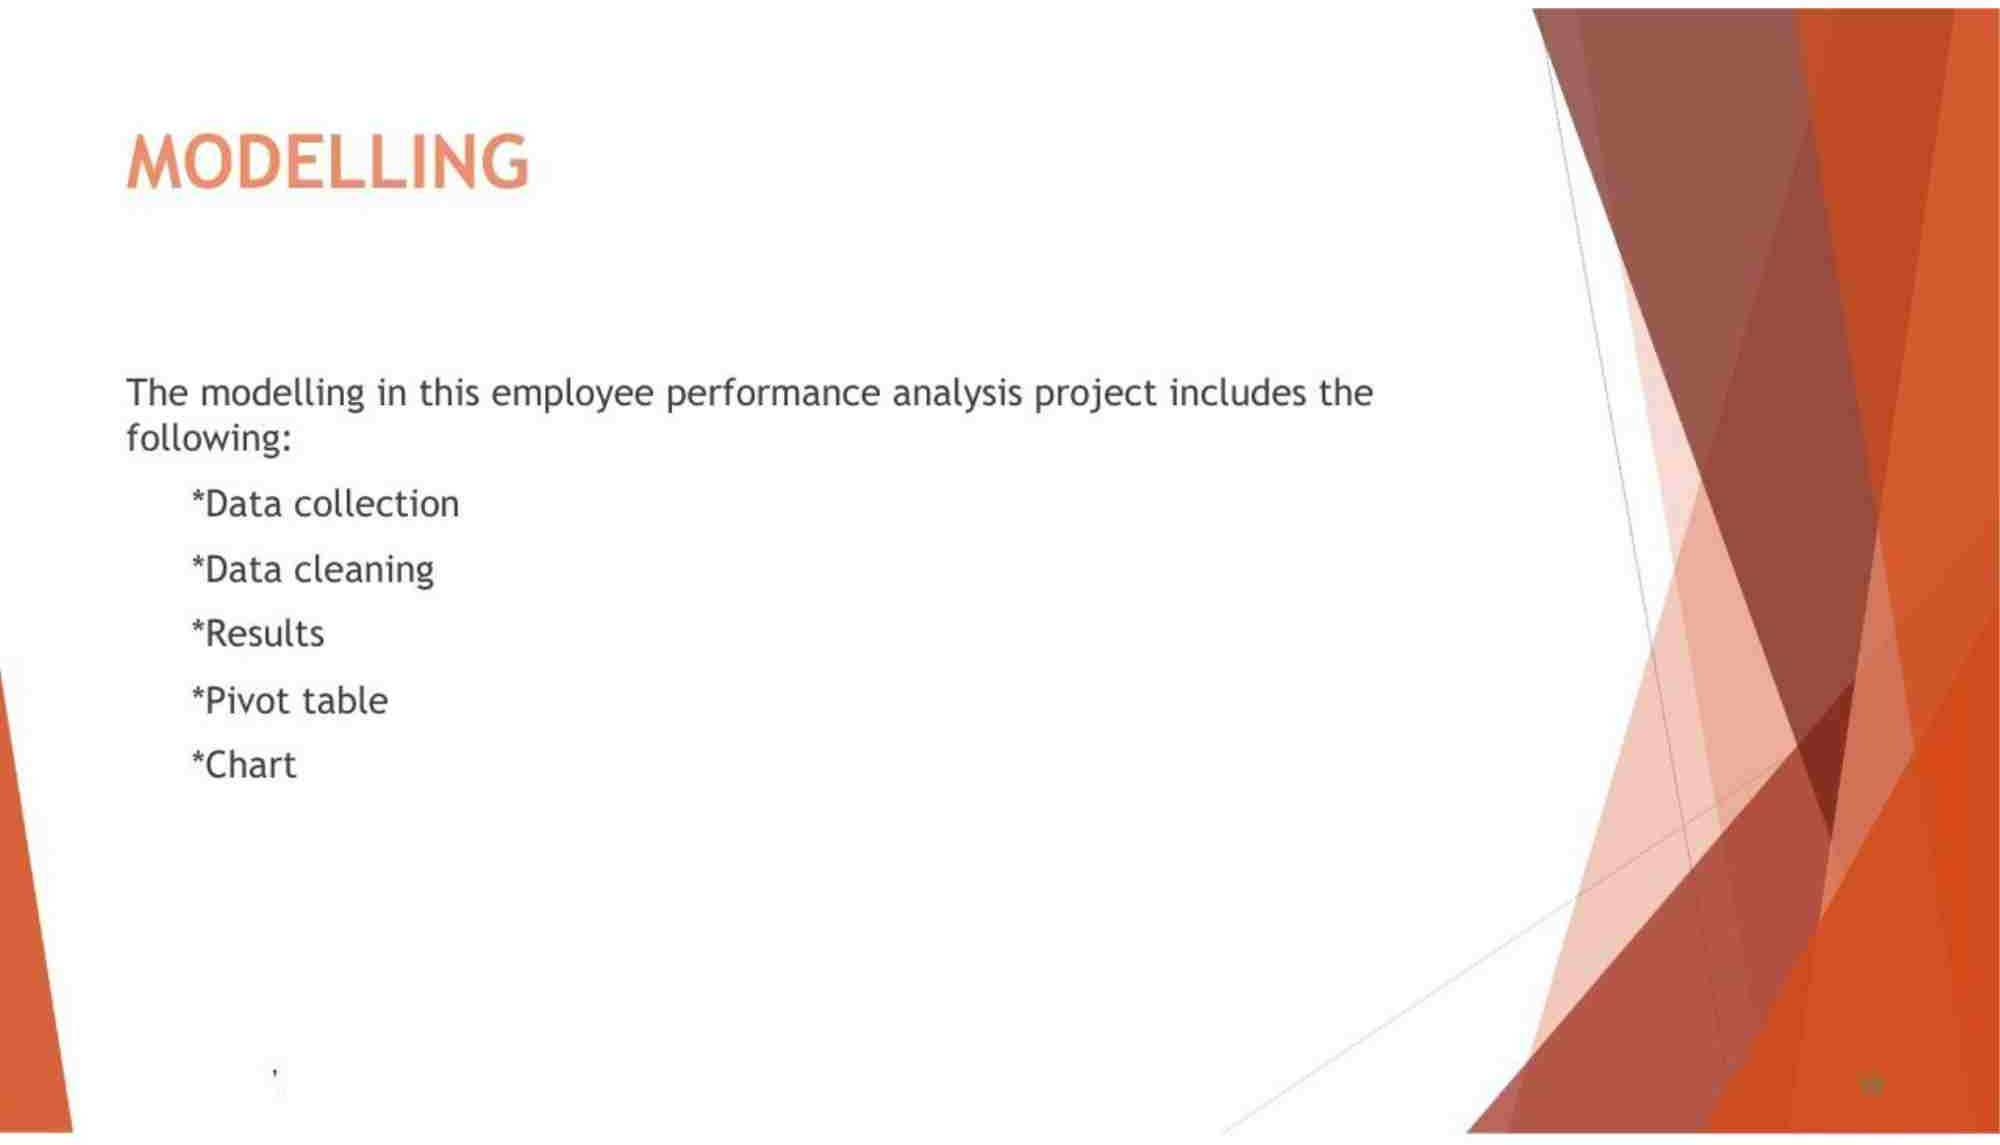 MODELLING
The modelling in this employee performance analysis project includes the
following:
*Data collection
*Data cleaning
*Results
*Pivot table
*Chart